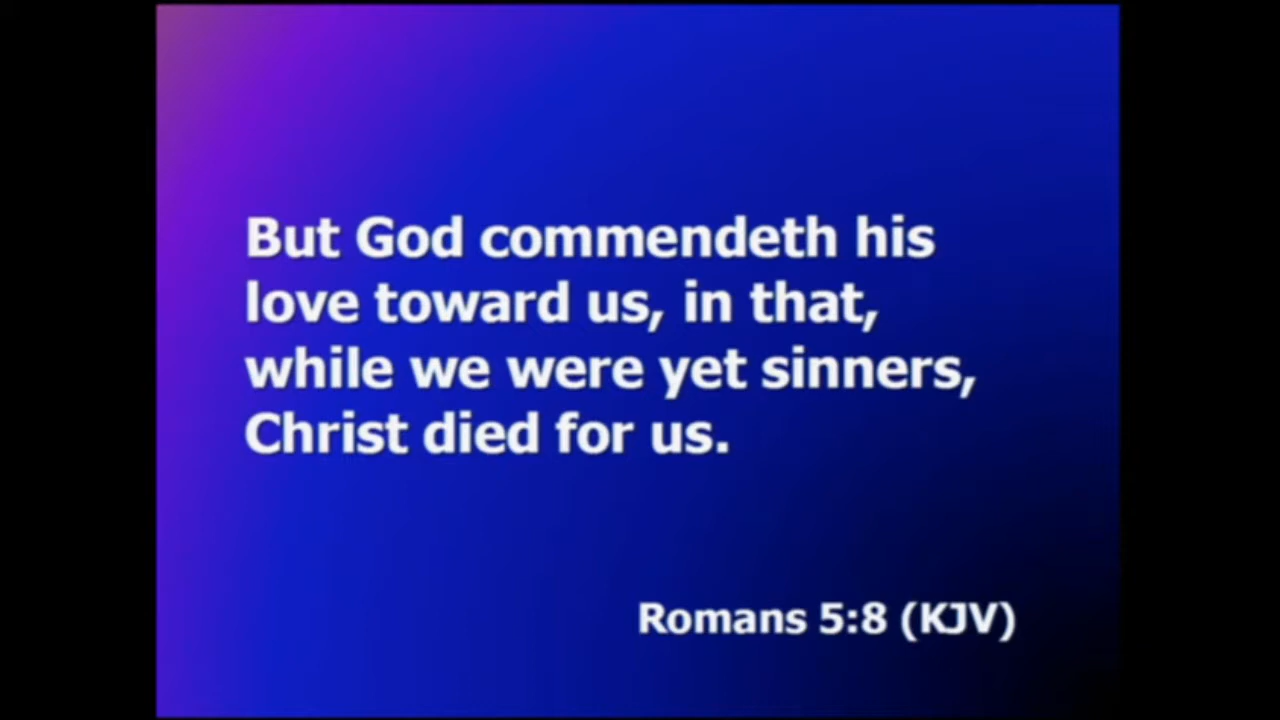 But God commendeth his
love toward us, in that,
while we were yet sinners,
Christ died for us.
Romans 5:8 (KJV)